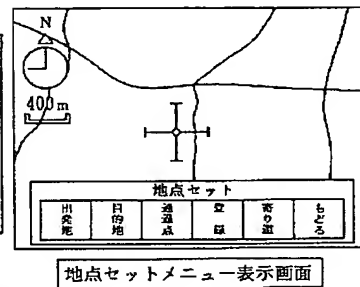 N
400m
地点セット
出発地
目的地
通過点
登録
寄り道
もどる
地点セットメニュー表示画面